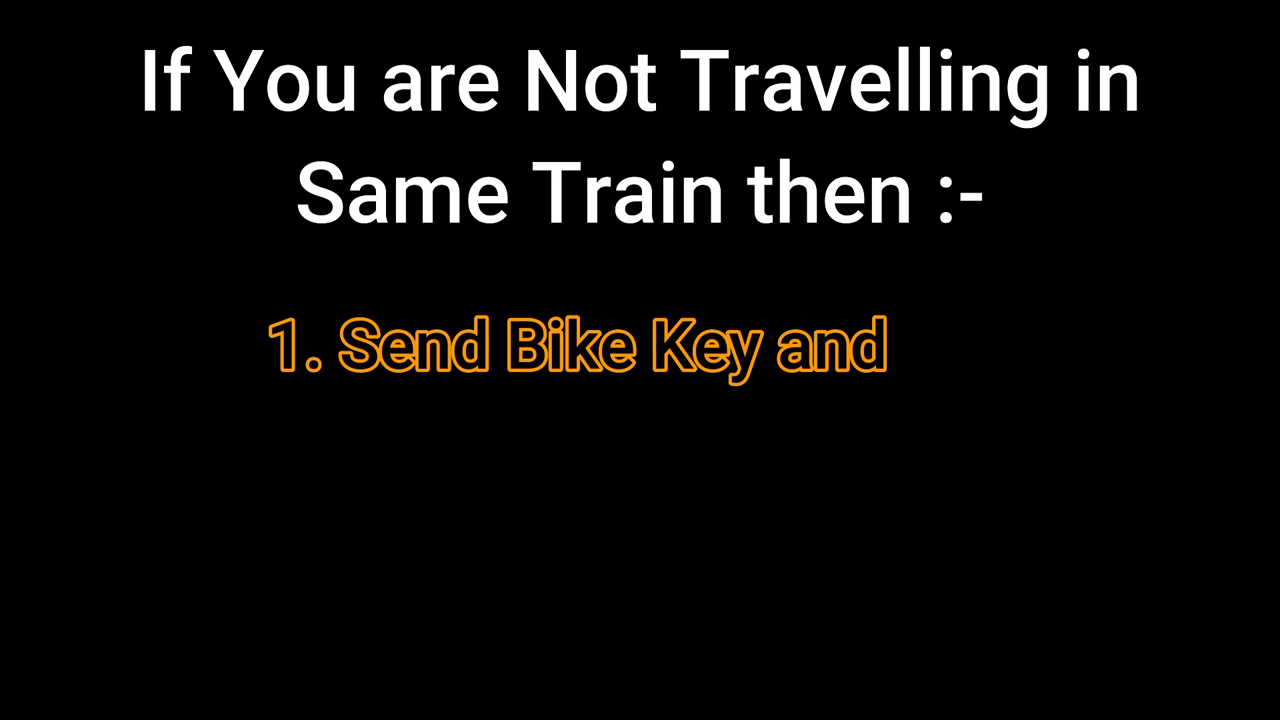 If You are Not Travelling in
Same Train then :-
1. Send Bike Key and